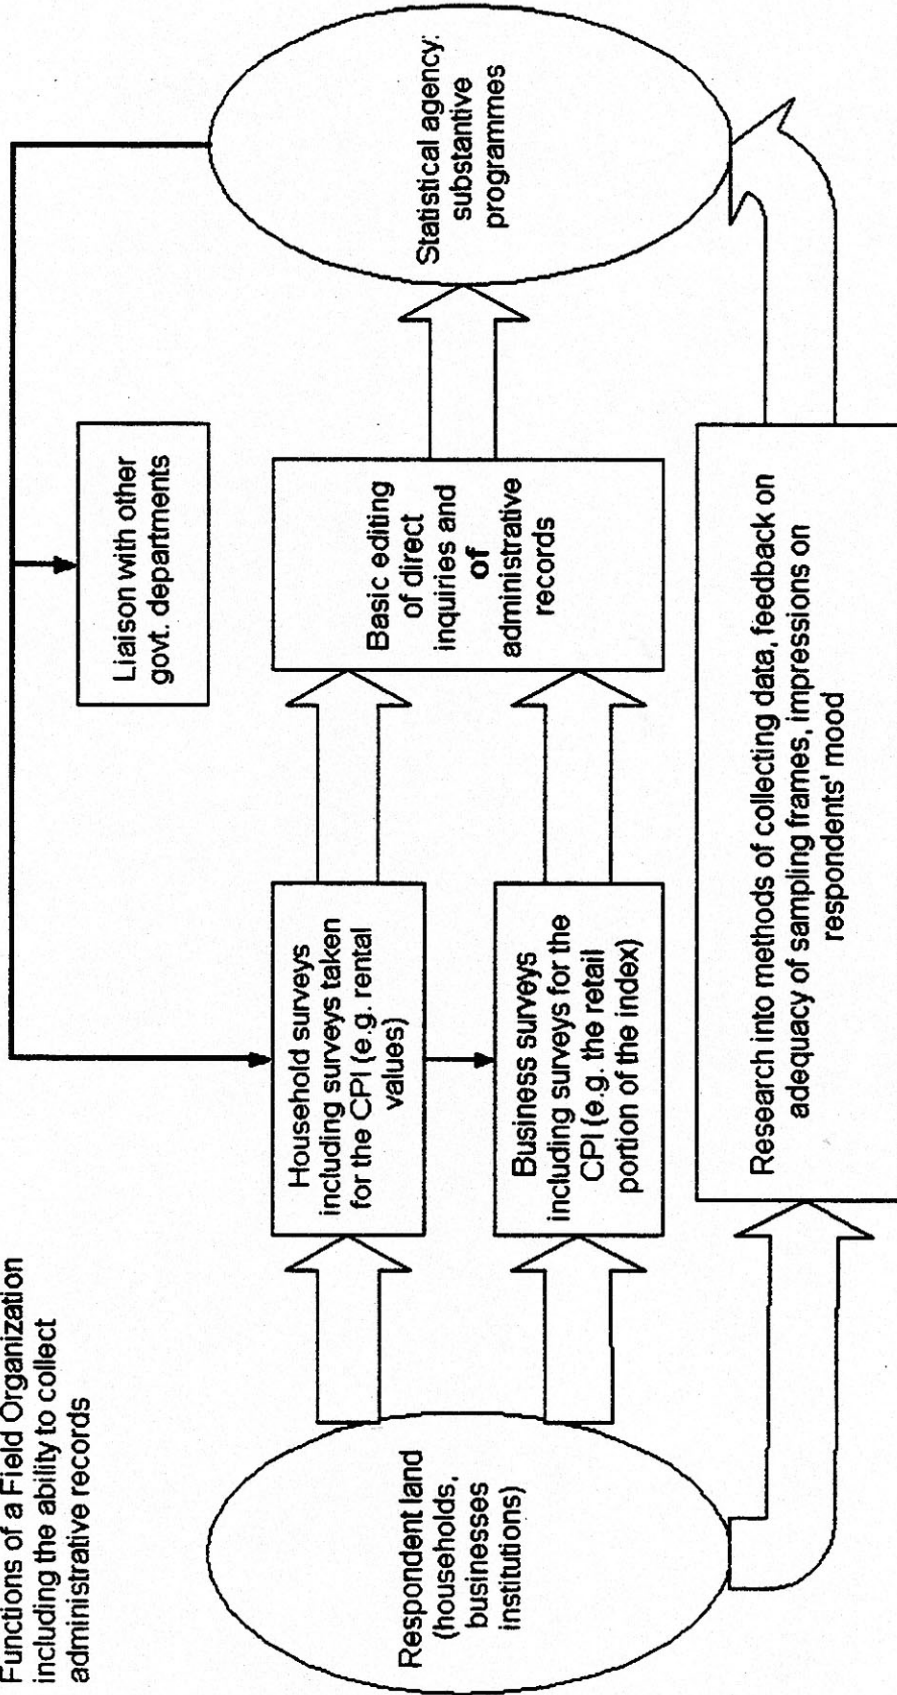 Functions of a Field Organization
including the ability to collect
administrative records
Liaison with other
govt. departments
Respondent land
(households,
businesses
institutions)
Household surveys
including surveys taken
for the CPI (e.g. rental
values)
Business surveys
including surveys for the
CPI (e.g. the retail
portion of the index)
Basic editing
of direct
inquiries and
of
administrative
records
Statistical agency:
substantive
programmes
Research into methods of collecting data, feedback on
adequacy of sampling frames, impressions on
respondents' mood